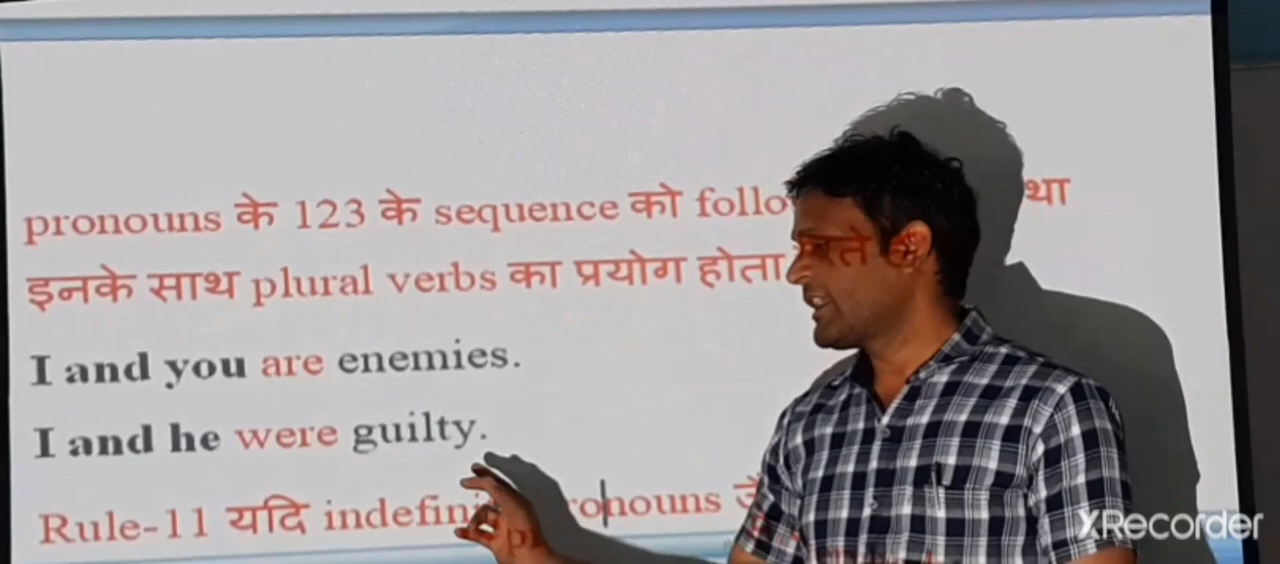 pronouns के 123 के sequence को follo था
इनके साथ plural verbs का प्रयोग होता
I and you are enemies.
I and he were guilty.
Rule-11 यदि indefini onouns
XRecorder